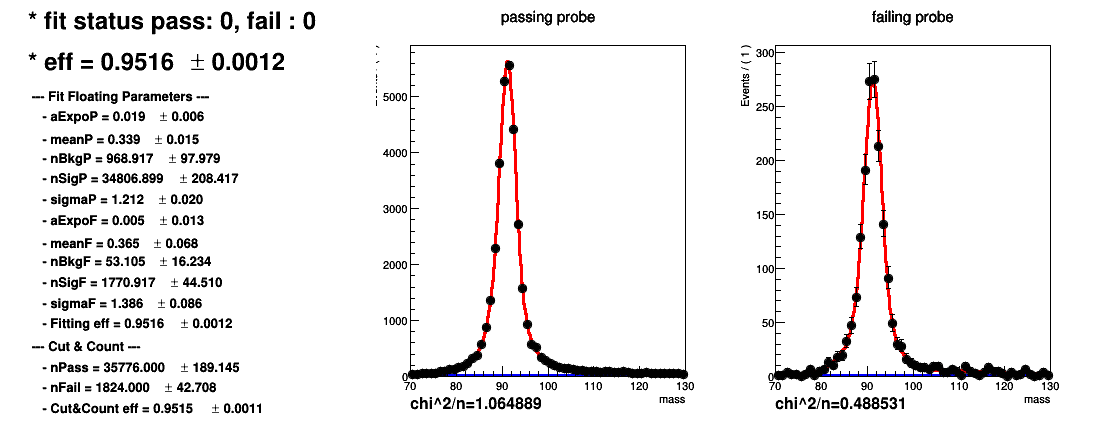 * fit status pass: 0, fail : 0
* eff = 0.9516 ± 0.0012
--- Fit Floating Parameters ---
- aExpoP = 0.019 ± 0.006
- meanP = 0.339 ± 0.015
- nBkgP = 968.917 ± 97.979
- nSigP = 34806.899 ± 208.417
- sigmaP = 1.212 ± 0.020
- aExpoF = 0.005 ± 0.013
- meanF = 0.365 ± 0.068
- nBkgF = 53.105 ± 16.234
- nSigF = 1770.917 ± 44.510
- sigmaF = 1.386 ± 0.086
- Fitting eff = 0.9516 ± 0.0012
--- Cut & Count ---
- nPass = 35776.000 ± 189.145
- nFail = 1824.000 ± 42.708
- Cut&Count eff = 0.9515 ± 0.0011
passing probe
5000
4000
3000
2000
1000
0
70 80 90 100 110 120 130
mass
chi^2/n=1.064889
failing probe
Events / ( 1 )
300
250
200
150
100
50
0
70 80 90 100 110 120 130
mass
chi^2/n=0.488531